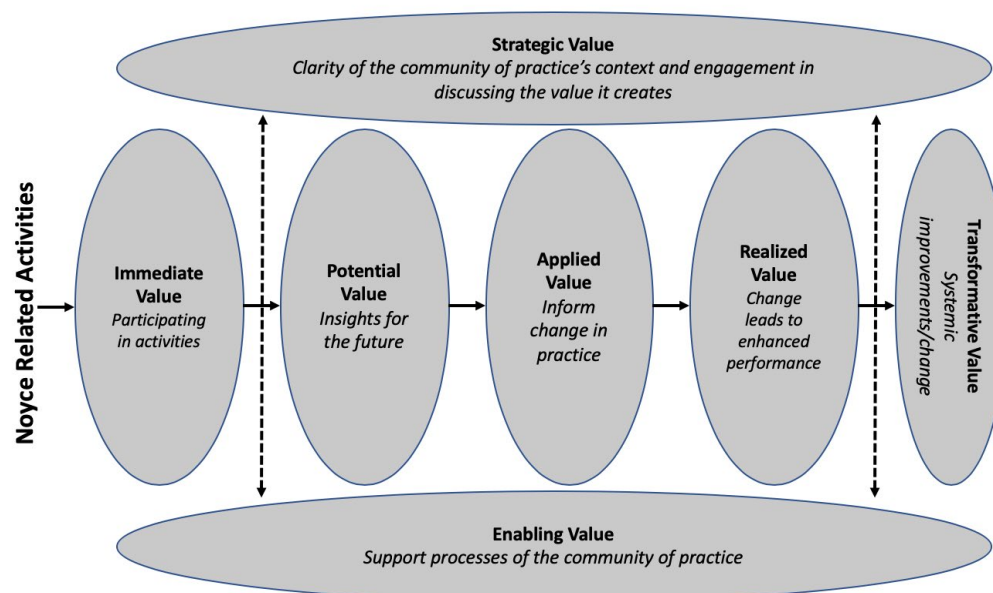 Strategic Value
Clarity of the community of practice’s context and engagement in
discussing the value it creates
Noyce Related Activities
Immediate
Value
Participating
in activities
Potential
Value
Insights for
the future
Applied
Value
Inform
change in
practice
Realized
Value
Change
leads to
enhanced
performance
Transformative Value
Systemic
improvements/change
Enabling Value
Support processes of the community of practice